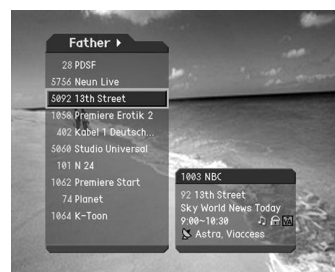 Father
28 PDSF
5756 Neun Live
5092 13th Street
1058 Premiere Erotik 2
402 Kabel 1 Deutsch...
5060 Studio Universal
101 N 24
1062 Premiere Start
74 Planet
1064 K-Toon
1003 NBC
92 13th Street
Sky World News Today
9:00~10:30
Astra, Viaccess